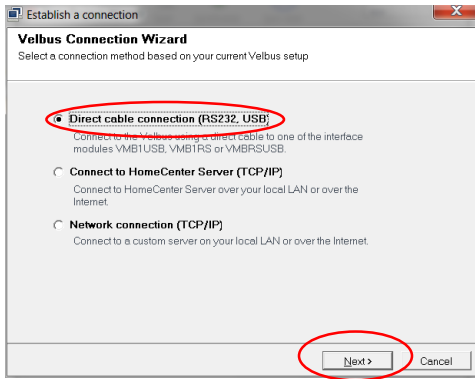 Establish a connection
Velbus Connection Wizard
Select a connection method based on your current Velbus setup
Direct cable connection (RS232, USB)
Connect to the Velbus using a direct cable to one of the interface
modules VMB1USB, VMB1RS or VMBRSUSB.
Connect to HomeCenter Server (TCP/IP)
Connect to HomeCenter Server over your local LAN or over the
Internet.
Network connection (TCP/IP)
Connect to a custom server on your local LAN or over the Internet.
Next > Cancel